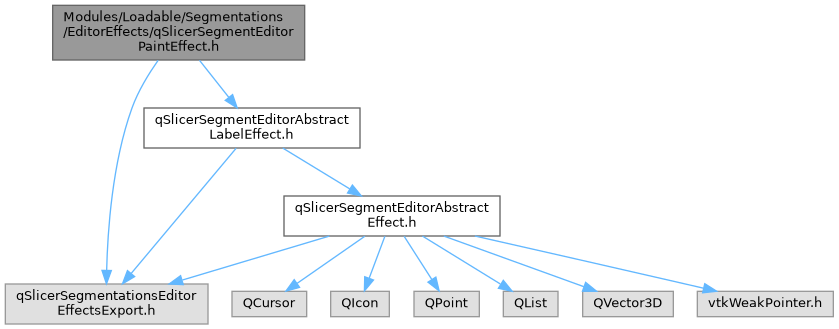 Modules/Loadable/Segmentations
/EditorEffects/qSlicerSegmentEditor
PaintEffect.h
qSlicerSegmentEditorAbstract
LabelEffect.h
qSlicerSegmentEditorAbstract
Effect.h
qSlicerSegmentationsEditor
EffectsExport.h
QCursor
QIcon
QPoint
QList
QVector3D
vtkWeakPointer.h